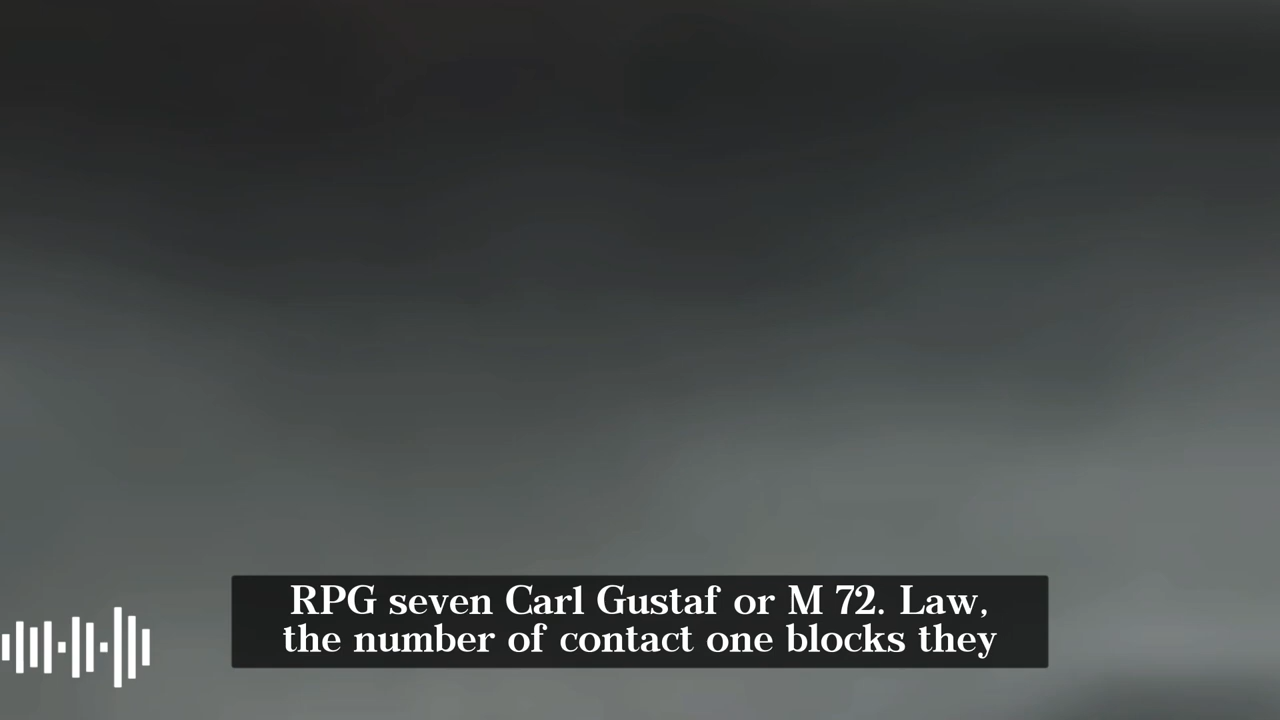 RPG seven Carl Gustaf or M 72. Law,
the number of contact one blocks they